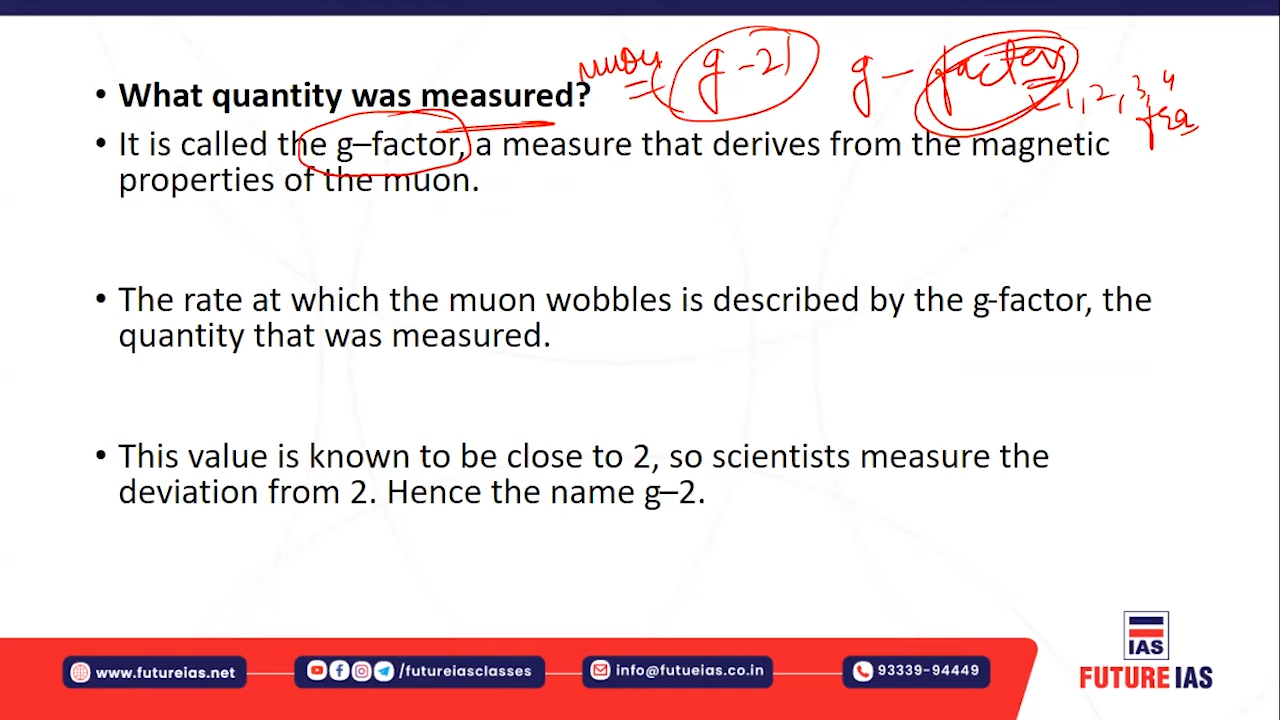 muon g-21 g- factor
1, 2, 3, 4
• What quantity was measured?
• It is called the g–factor, a measure that derives from the magnetic
properties of the muon.
• The rate at which the muon wobbles is described by the g-factor, the
quantity that was measured.
• This value is known to be close to 2, so scientists measure the
deviation from 2. Hence the name g–2.
IAS
www.futureias.net /futureiasclasses info@futueias.co.in 93339-94449 FUTURE IAS